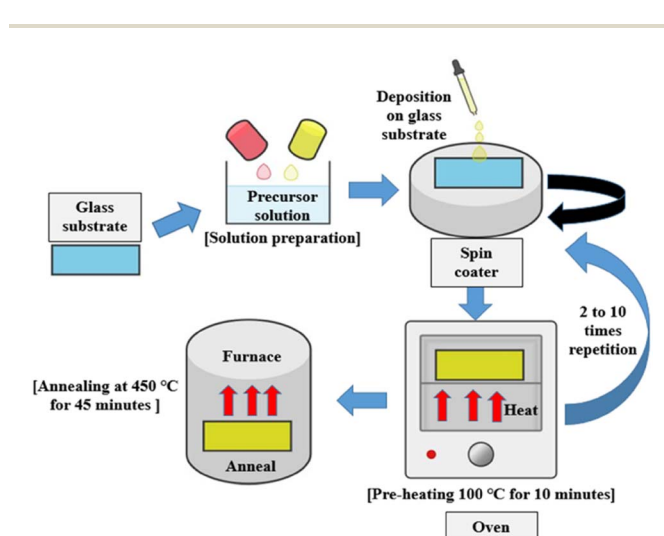 Deposition
on glass
substrate
Glass
substrate
Precursor
solution
[Solution preparation]
Spin
coater
2 to 10
times
repetition
Furnace
[Annealing at 450 °C
for 45 minutes ]
Heat
Anneal
[Pre-heating 100 °C for 10 minutes]
Oven